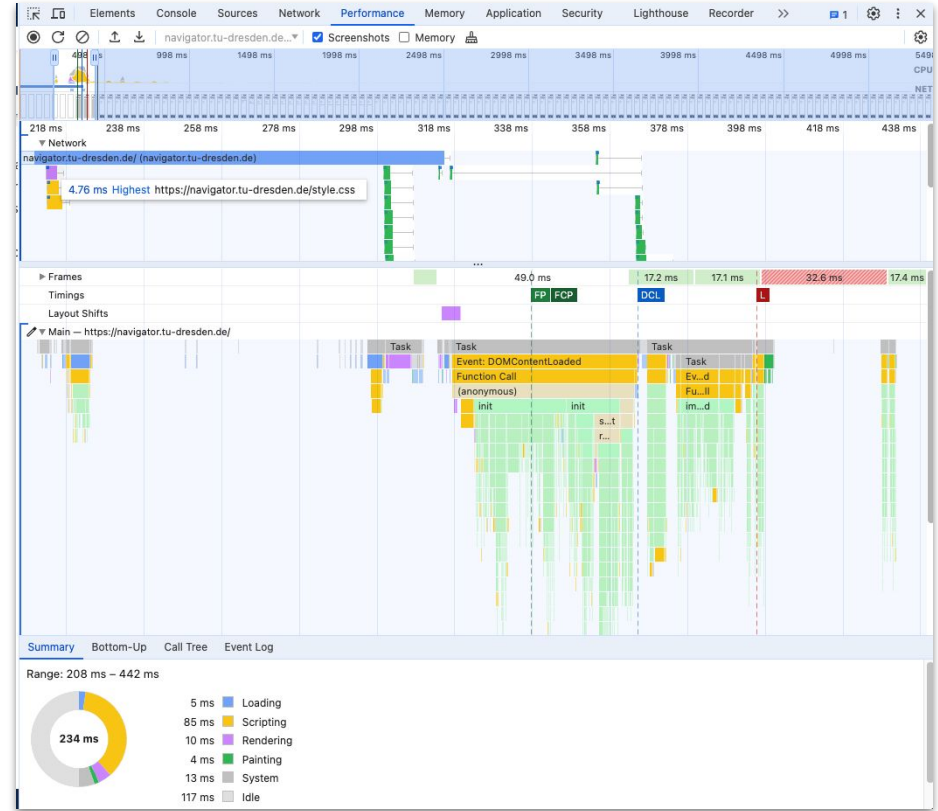 Elements Console Sources Network Performance Memory Application Security Lighthouse Recorder 1
navigator.tu-dresden.de... Screenshots Memory
498 ms 998 ms 1498 ms 1998 ms 2498 ms 2998 ms 3498 ms 3998 ms 4498 ms 4998 ms 549
CPU
NET
218 ms 238 ms 258 ms 278 ms 298 ms 318 ms 338 ms 358 ms 378 ms 398 ms 418 ms 438 ms
Network
navigator.tu-dresden.de/ (navigator.tu-dresden.de)
4.76 ms Highest https://navigator.tu-dresden.de/style.css
...
Frames 49.0 ms 17.2 ms 17.1 ms 32.6 ms 17.4 ms
Timings FP FCP DCL L
Layout Shifts
Main — https://navigator.tu-dresden.de/
Task Task Task
Event: DOMContentLoaded Task
Function Call Ev...d
(anonymous) Fu...ll
init init im...d
s...t
r...
Summary Bottom-Up Call Tree Event Log
Range: 208 ms – 442 ms
234 ms
5 ms Loading
85 ms Scripting
10 ms Rendering
4 ms Painting
13 ms System
117 ms Idle